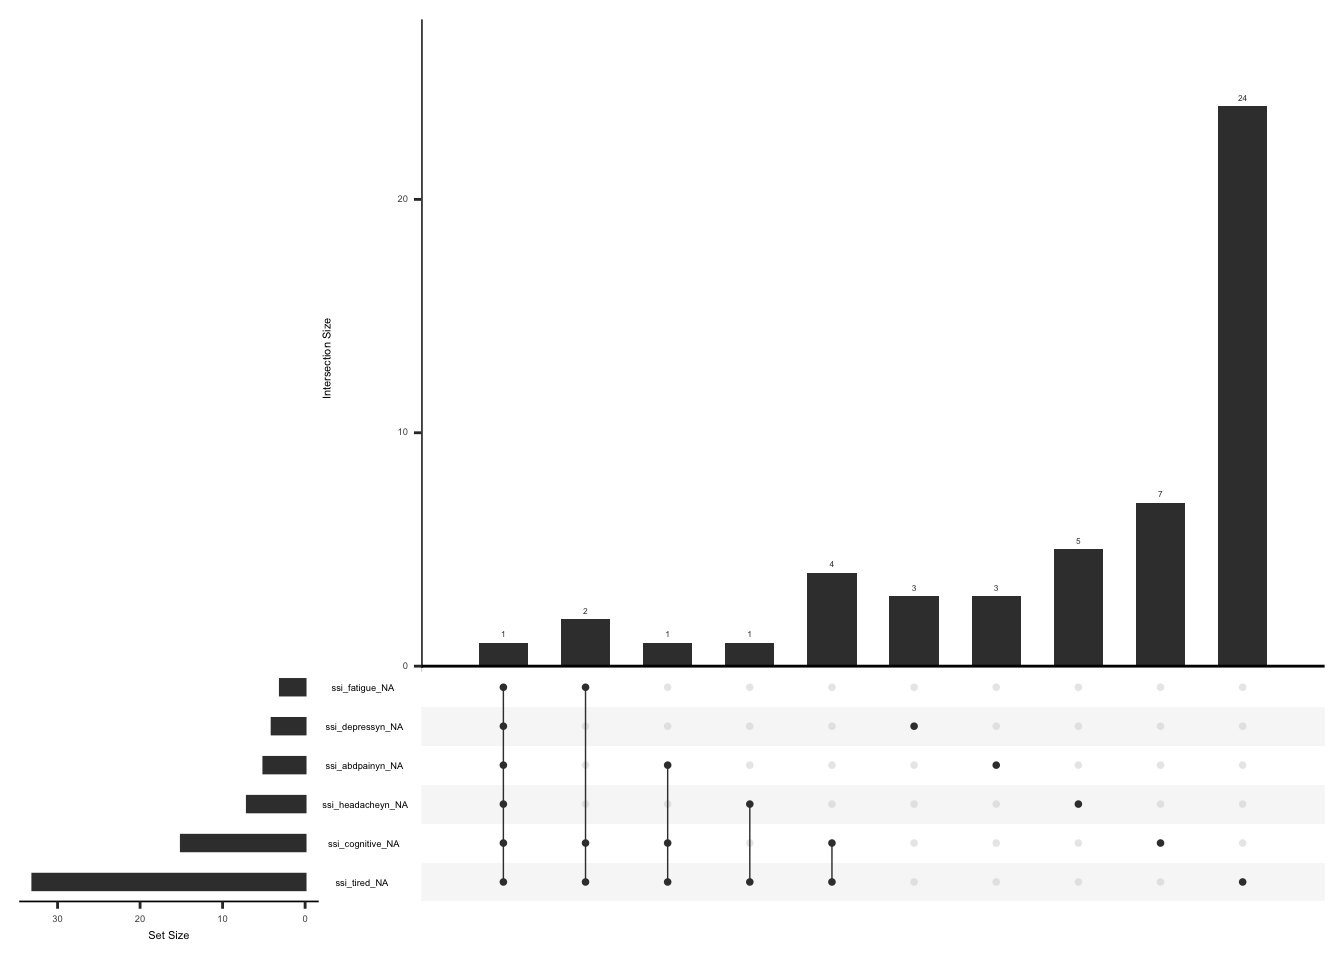 24
20
Intersection Size
10
7
5
4
3
3
2
1
1
1
0
ssi_fatigue_NA
ssi_depressyn_NA
ssi_abdpainyn_NA
ssi_headacheyn_NA
ssi_cognitive_NA
ssi_tired_NA
30 20 10 0
Set Size